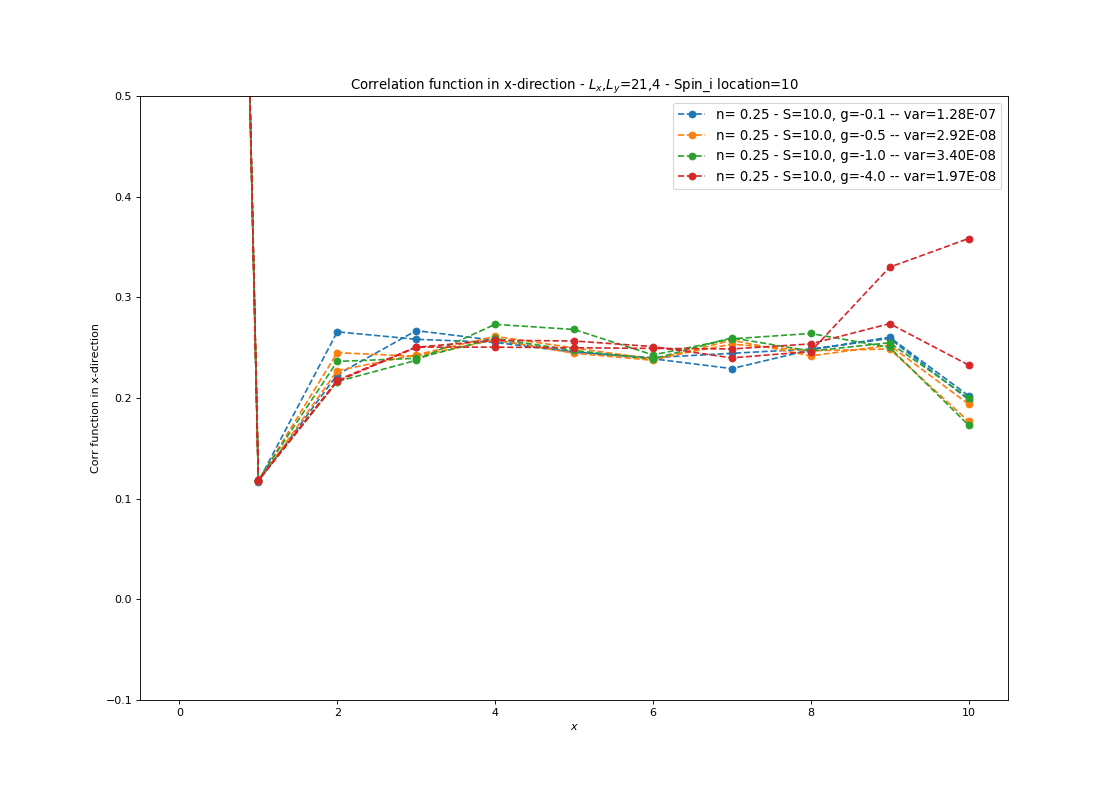 Correlation function in x-direction - Lx,Ly=21,4 - Spin_i location=10
n= 0.25 - S=10.0, g=-0.1 -- var=1.28E-07
n= 0.25 - S=10.0, g=-0.5 -- var=2.92E-08
n= 0.25 - S=10.0, g=-1.0 -- var=3.40E-08
n= 0.25 - S=10.0, g=-4.0 -- var=1.97E-08
0.5
0.4
0.3
0.2
0.1
0.0
−0.1
Corr function in x-direction
0 2 4 6 8 10
x